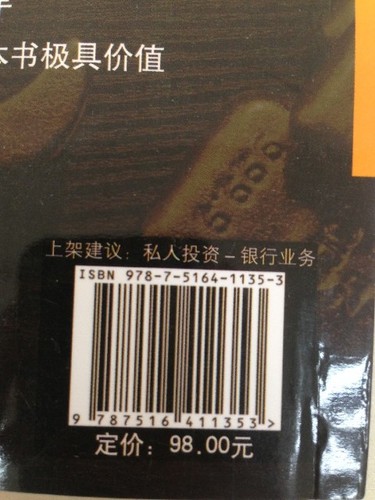 本书极具价值
上架建议：私人投资－银行业务
ISBN 978-7-5164-1135-3
9 787516 411353 >
定价：98.00元